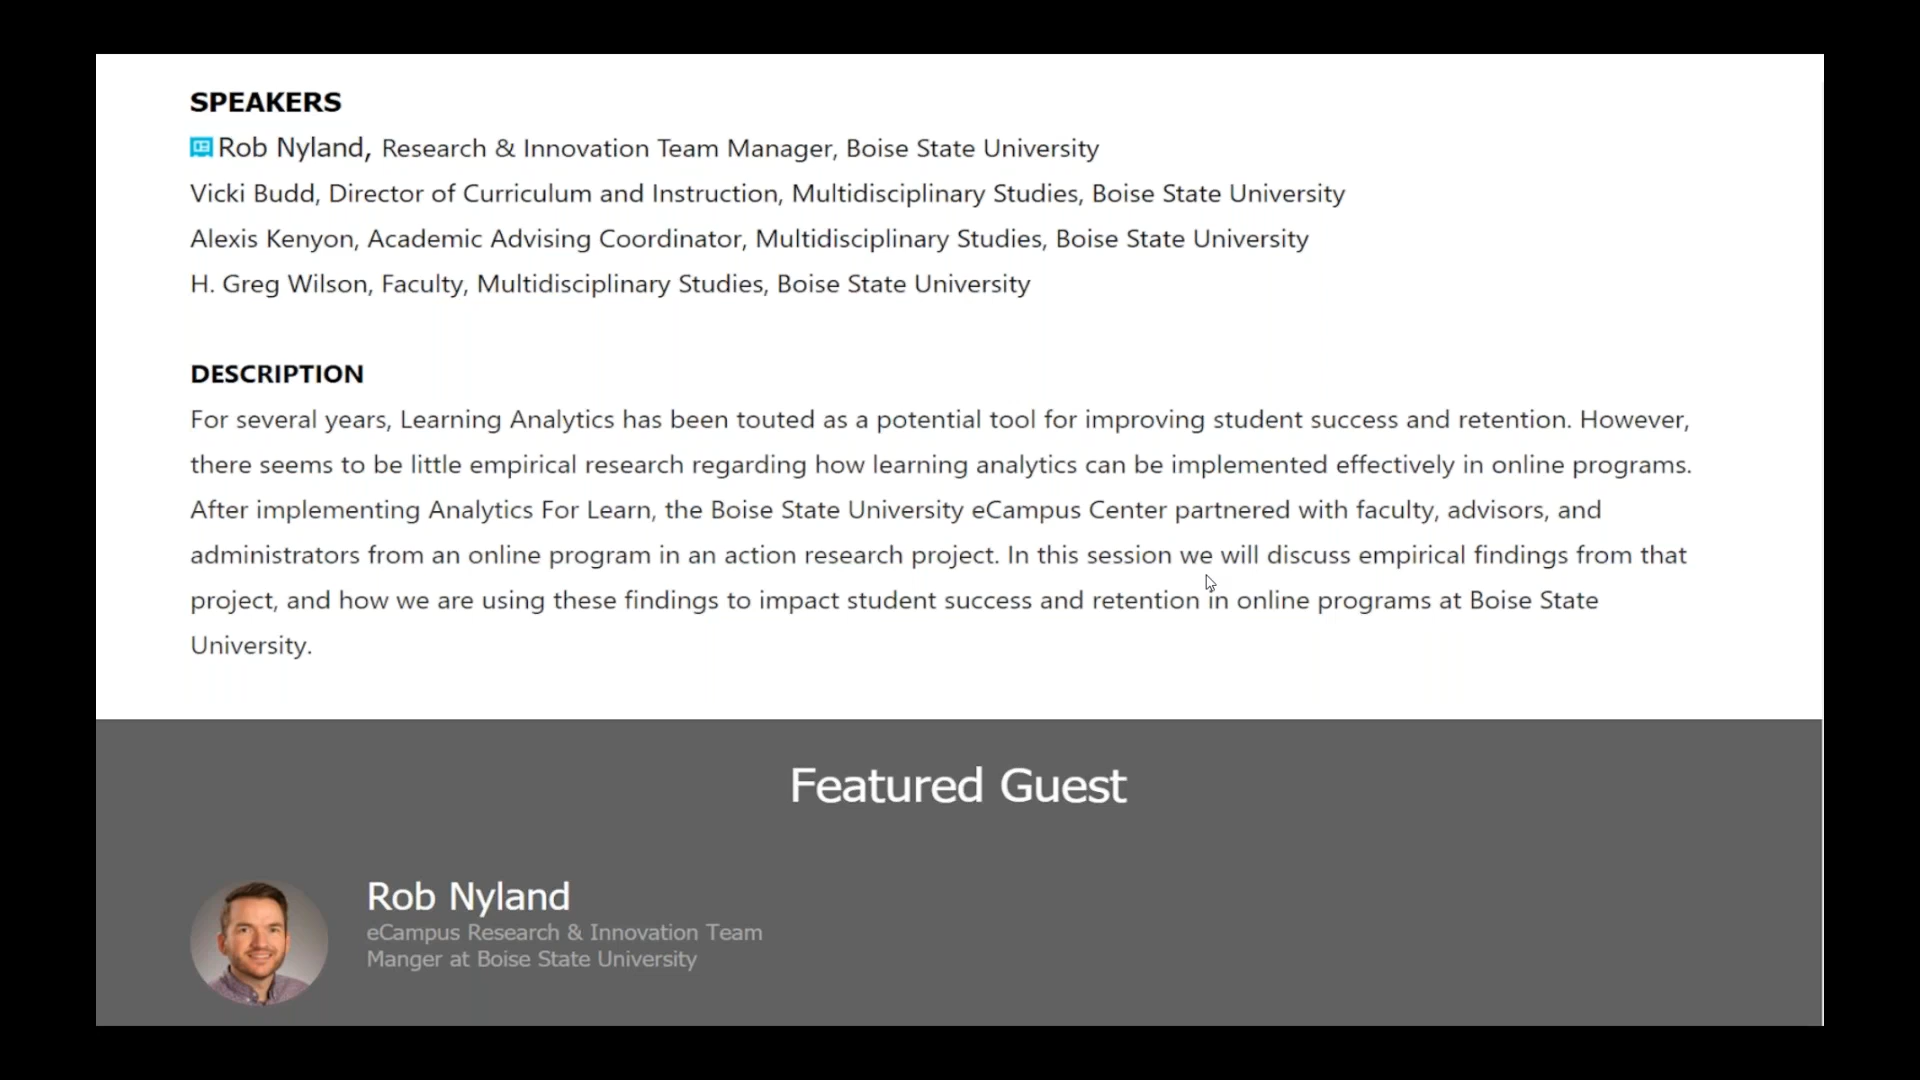 SPEAKERS
Rob Nyland, Research & Innovation Team Manager, Boise State University
Vicki Budd, Director of Curriculum and Instruction, Multidisciplinary Studies, Boise State University
Alexis Kenyon, Academic Advising Coordinator, Multidisciplinary Studies, Boise State University
H. Greg Wilson, Faculty, Multidisciplinary Studies, Boise State University
DESCRIPTION
For several years, Learning Analytics has been touted as a potential tool for improving student success and retention. However,
there seems to be little empirical research regarding how learning analytics can be implemented effectively in online programs.
After implementing Analytics For Learn, the Boise State University eCampus Center partnered with faculty, advisors, and
administrators from an online program in an action research project. In this session we will discuss empirical findings from that
project, and how we are using these findings to impact student success and retention in online programs at Boise State
University.
Featured Guest
Rob Nyland
eCampus Research & Innovation Team
Manger at Boise State University